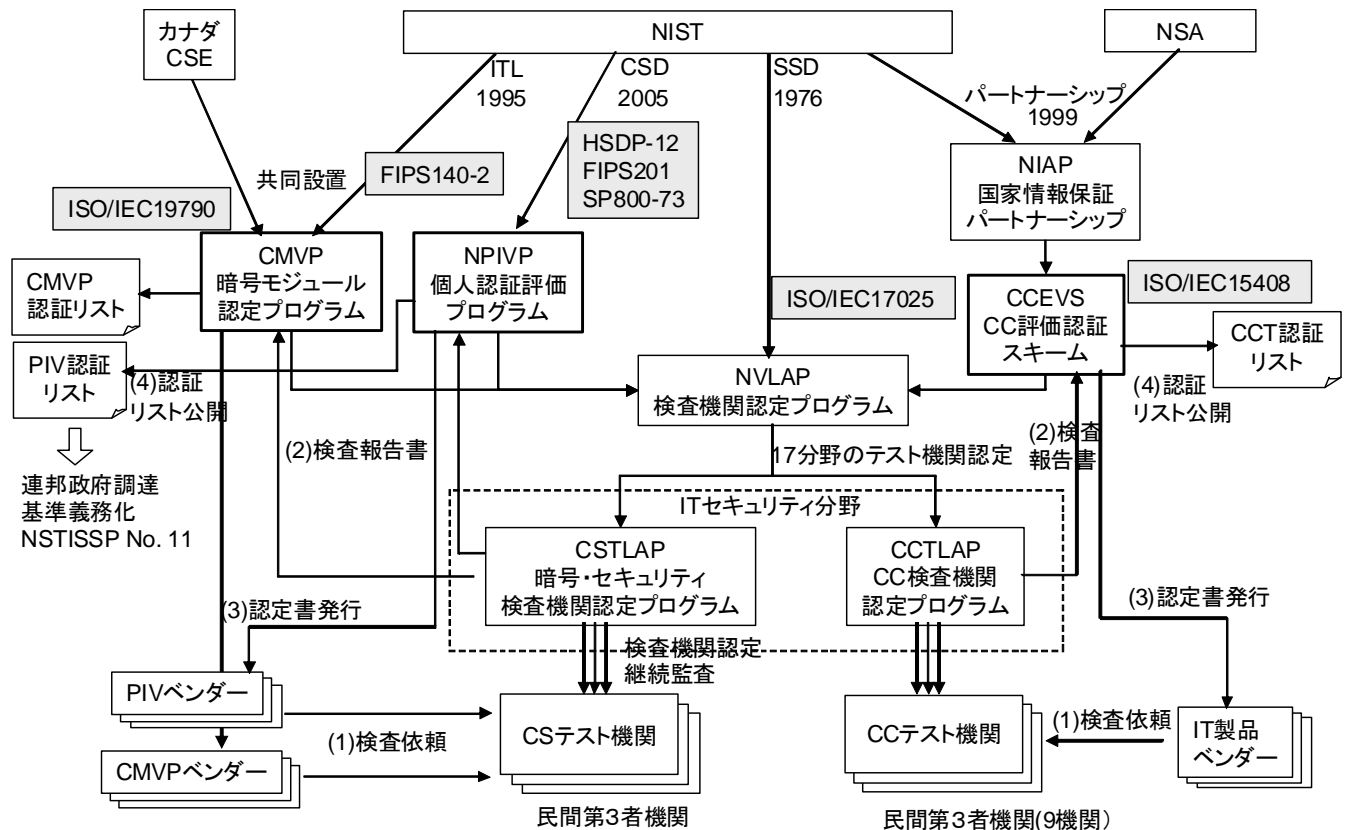 カナダ
CSE
NIST
NSA
ITL
1995
CSD
2005
SSD
1976
パートナーシップ
1999
HSDP-12
FIPS201
SP800-73
FIPS140-2
共同設置
ISO/IEC19790
NIAP
国家情報保証
パートナーシップ
CMVP
暗号モジュール
認定プログラム
NPIVP
個人認証評価
プログラム
CMVP
認証リスト
ISO/IEC17025
CCEVS
CC評価認証
スキーム
ISO/IEC15408
CCT認証
リスト
PIV認証
リスト
(4)認証
リスト公開
NVLAP
検査機関認定プログラム
(4)認証
リスト公開
(2)検査報告書
17分野のテスト機関認定
(2)検査
報告書
連邦政府調達
基準義務化
NSTISSP No. 11
ITセキュリティ分野
CSTLAP
暗号・セキュリティ
検査機関認定プログラム
CCTLAP
CC検査機関
認定プログラム
(3)認定書発行
(3)認定書発行
検査機関認定
継続監査
PIVベンダー
(1)検査依頼
CMVPベンダー
CSテスト機関
CCテスト機関
(1)検査依頼
IT製品
ベンダー
民間第3者機関
民間第3者機関(9機関)